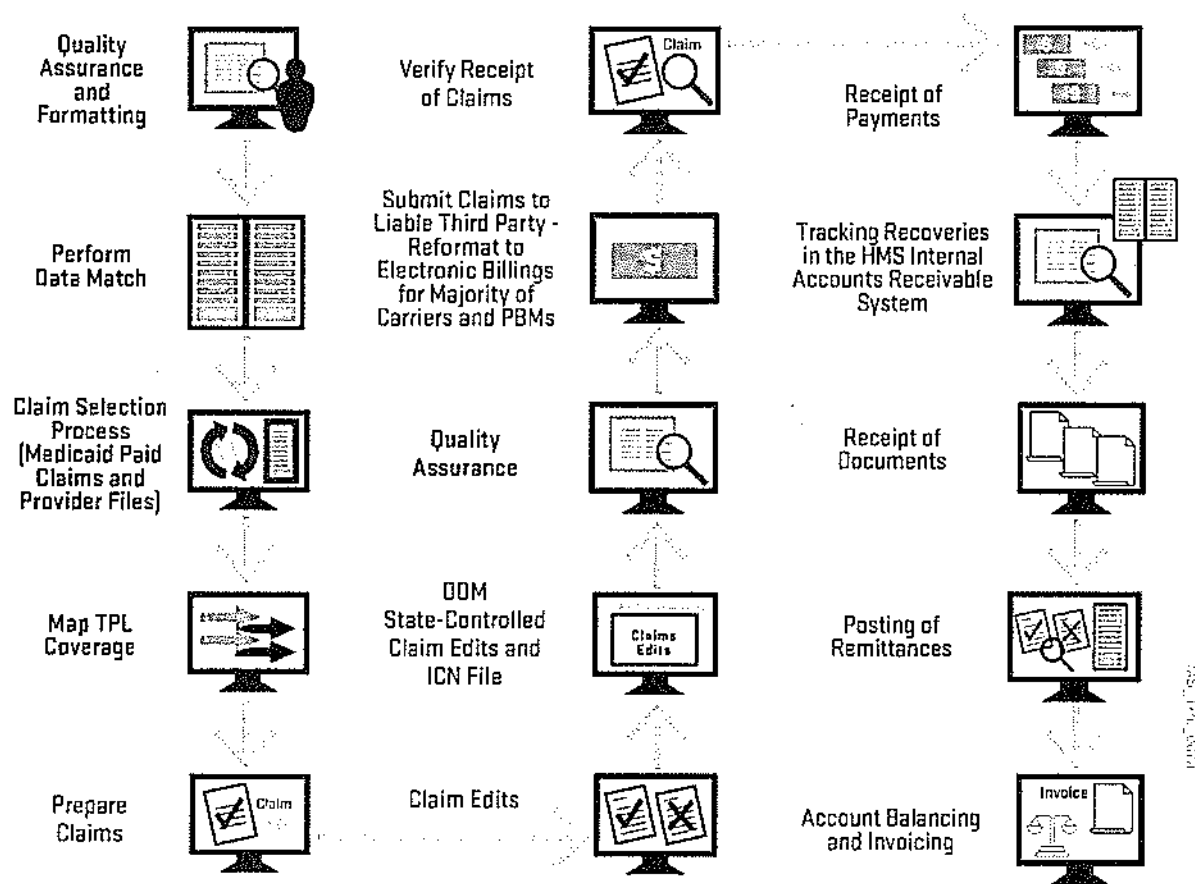 Quality
Assurance
and
Formatting
Perform
Data Match
Claim Selection
Process
(Medicaid Paid
Claims and
Provider Files)
Map TPL
Coverage
Prepare
Claims
Claim
Claim Edits
DOM
State-Controlled
Claim Edits and
ICN File
Claims
Edits
Quality
Assurance
Submit Claims to
Liable Third Party -
Reformat to
Electronic Billings
for Majority of
Carriers and PBMs
Verify Receipt
of Claims
Claim
Receipt of
Payments
Tracking Recoveries
in the HMS Internal
Accounts Receivable
System
Receipt of
Documents
Posting of
Remittances
Account Balancing
and Invoicing
Invoice